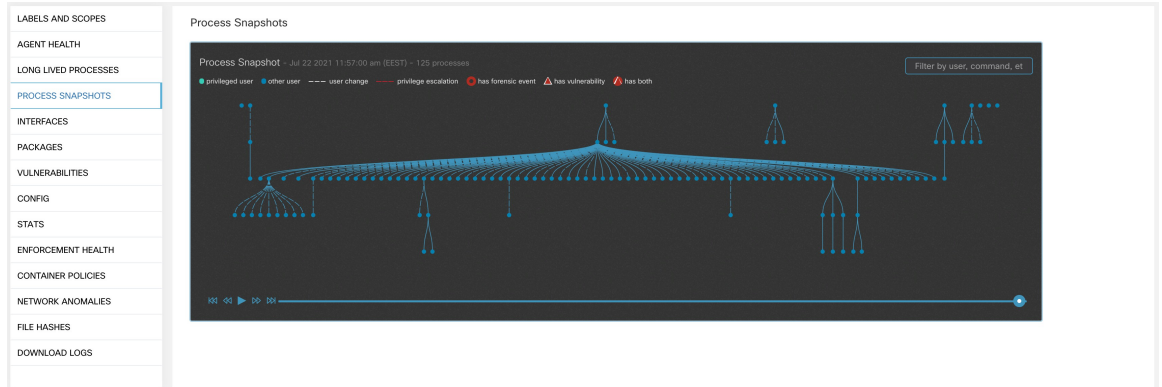 LABELS AND SCOPES
AGENT HEALTH
LONG LIVED PROCESSES
PROCESS SNAPSHOTS
INTERFACES
PACKAGES
VULNERABILITIES
CONFIG
STATS
ENFORCEMENT HEALTH
CONTAINER POLICIES
NETWORK ANOMALIES
FILE HASHES
DOWNLOAD LOGS
Process Snapshots
Process Snapshot - Jul 22 2021 11:57:00 am (EEST) - 125 processes
Filter by user, command, et
privileged user other user user change privilege escalation has forensic event has vulnerability has both